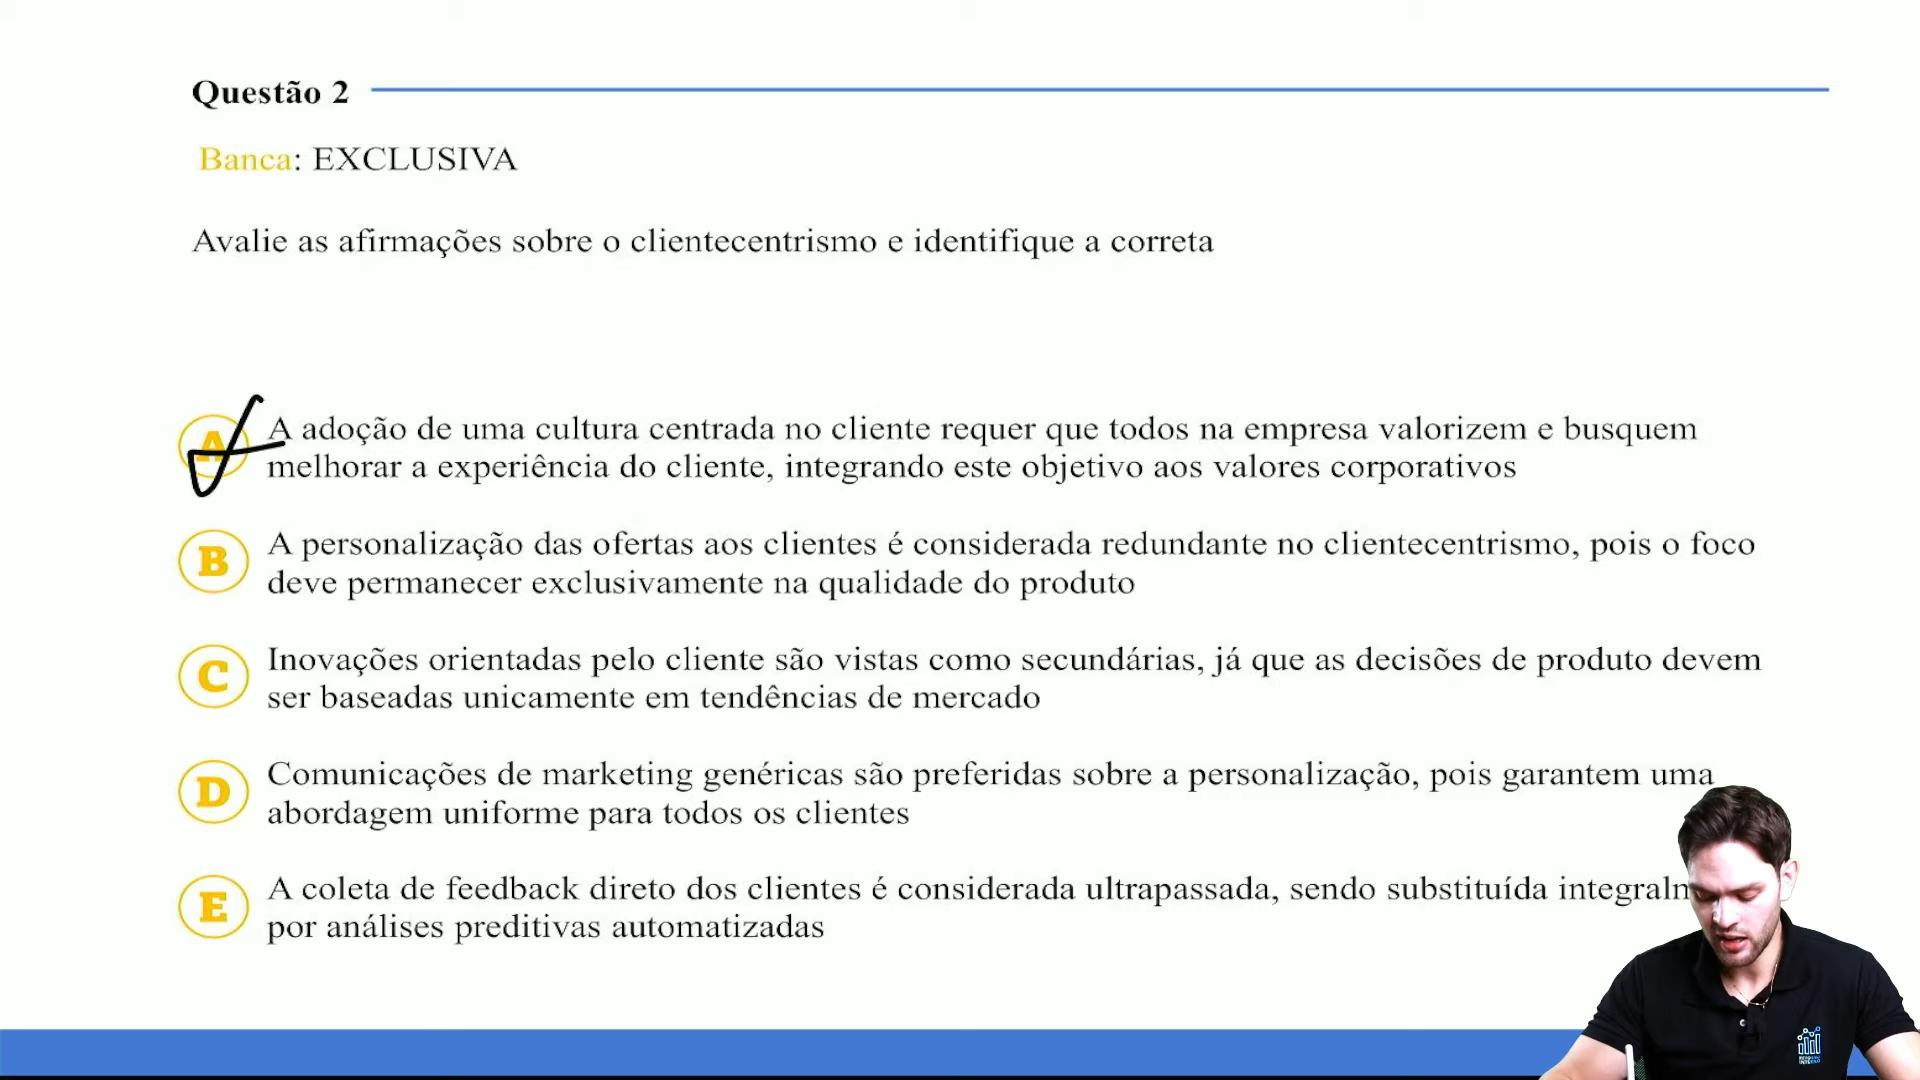 Questão 2
Banca: EXCLUSIVA
Avalie as afirmações sobre o clientecentrismo e identifique a correta
A A adoção de uma cultura centrada no cliente requer que todos na empresa valorizem e busquem
melhorar a experiência do cliente, integrando este objetivo aos valores corporativos
B A personalização das ofertas aos clientes é considerada redundante no clientecentrismo, pois o foco
deve permanecer exclusivamente na qualidade do produto
C Inovações orientadas pelo cliente são vistas como secundárias, já que as decisões de produto devem
ser baseadas unicamente em tendências de mercado
D Comunicações de marketing genéricas são preferidas sobre a personalização, pois garantem uma
abordagem uniforme para todos os clientes
E A coleta de feedback direto dos clientes é considerada ultrapassada, sendo substituída
por análises preditivas automatizadas